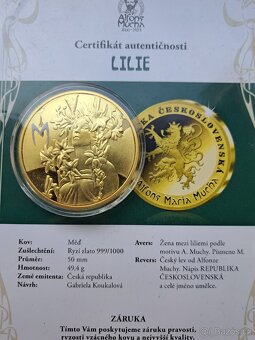 Alfons
Mucha
1860 - 1939
Certifikát autentičnosti
LILIE
M
REPUBLIKA ČESKOSLOVENSKÁ
Alfons Maria Mucha
Kov: Měď
Zušlechtění: Ryzí zlato 999/1000
Průměr: 50 mm
Hmotnost: 49,4 g
Země emitenta: Česká republika
Návrh: Gabriela Koukalová
Avers: Žena mezi liliemi podle
motivu A. Muchy. Písmeno M.
Revers: Český lev od Alfonze
Muchy. Nápis REPUBLIKA
ČESKOSLOVENSKÁ
a celé jméno umělce.
ZÁRUKA
Tímto Vám poskytujeme záruku pravosti,
ryzosti vzácného kovu a nejvyšší kvality.